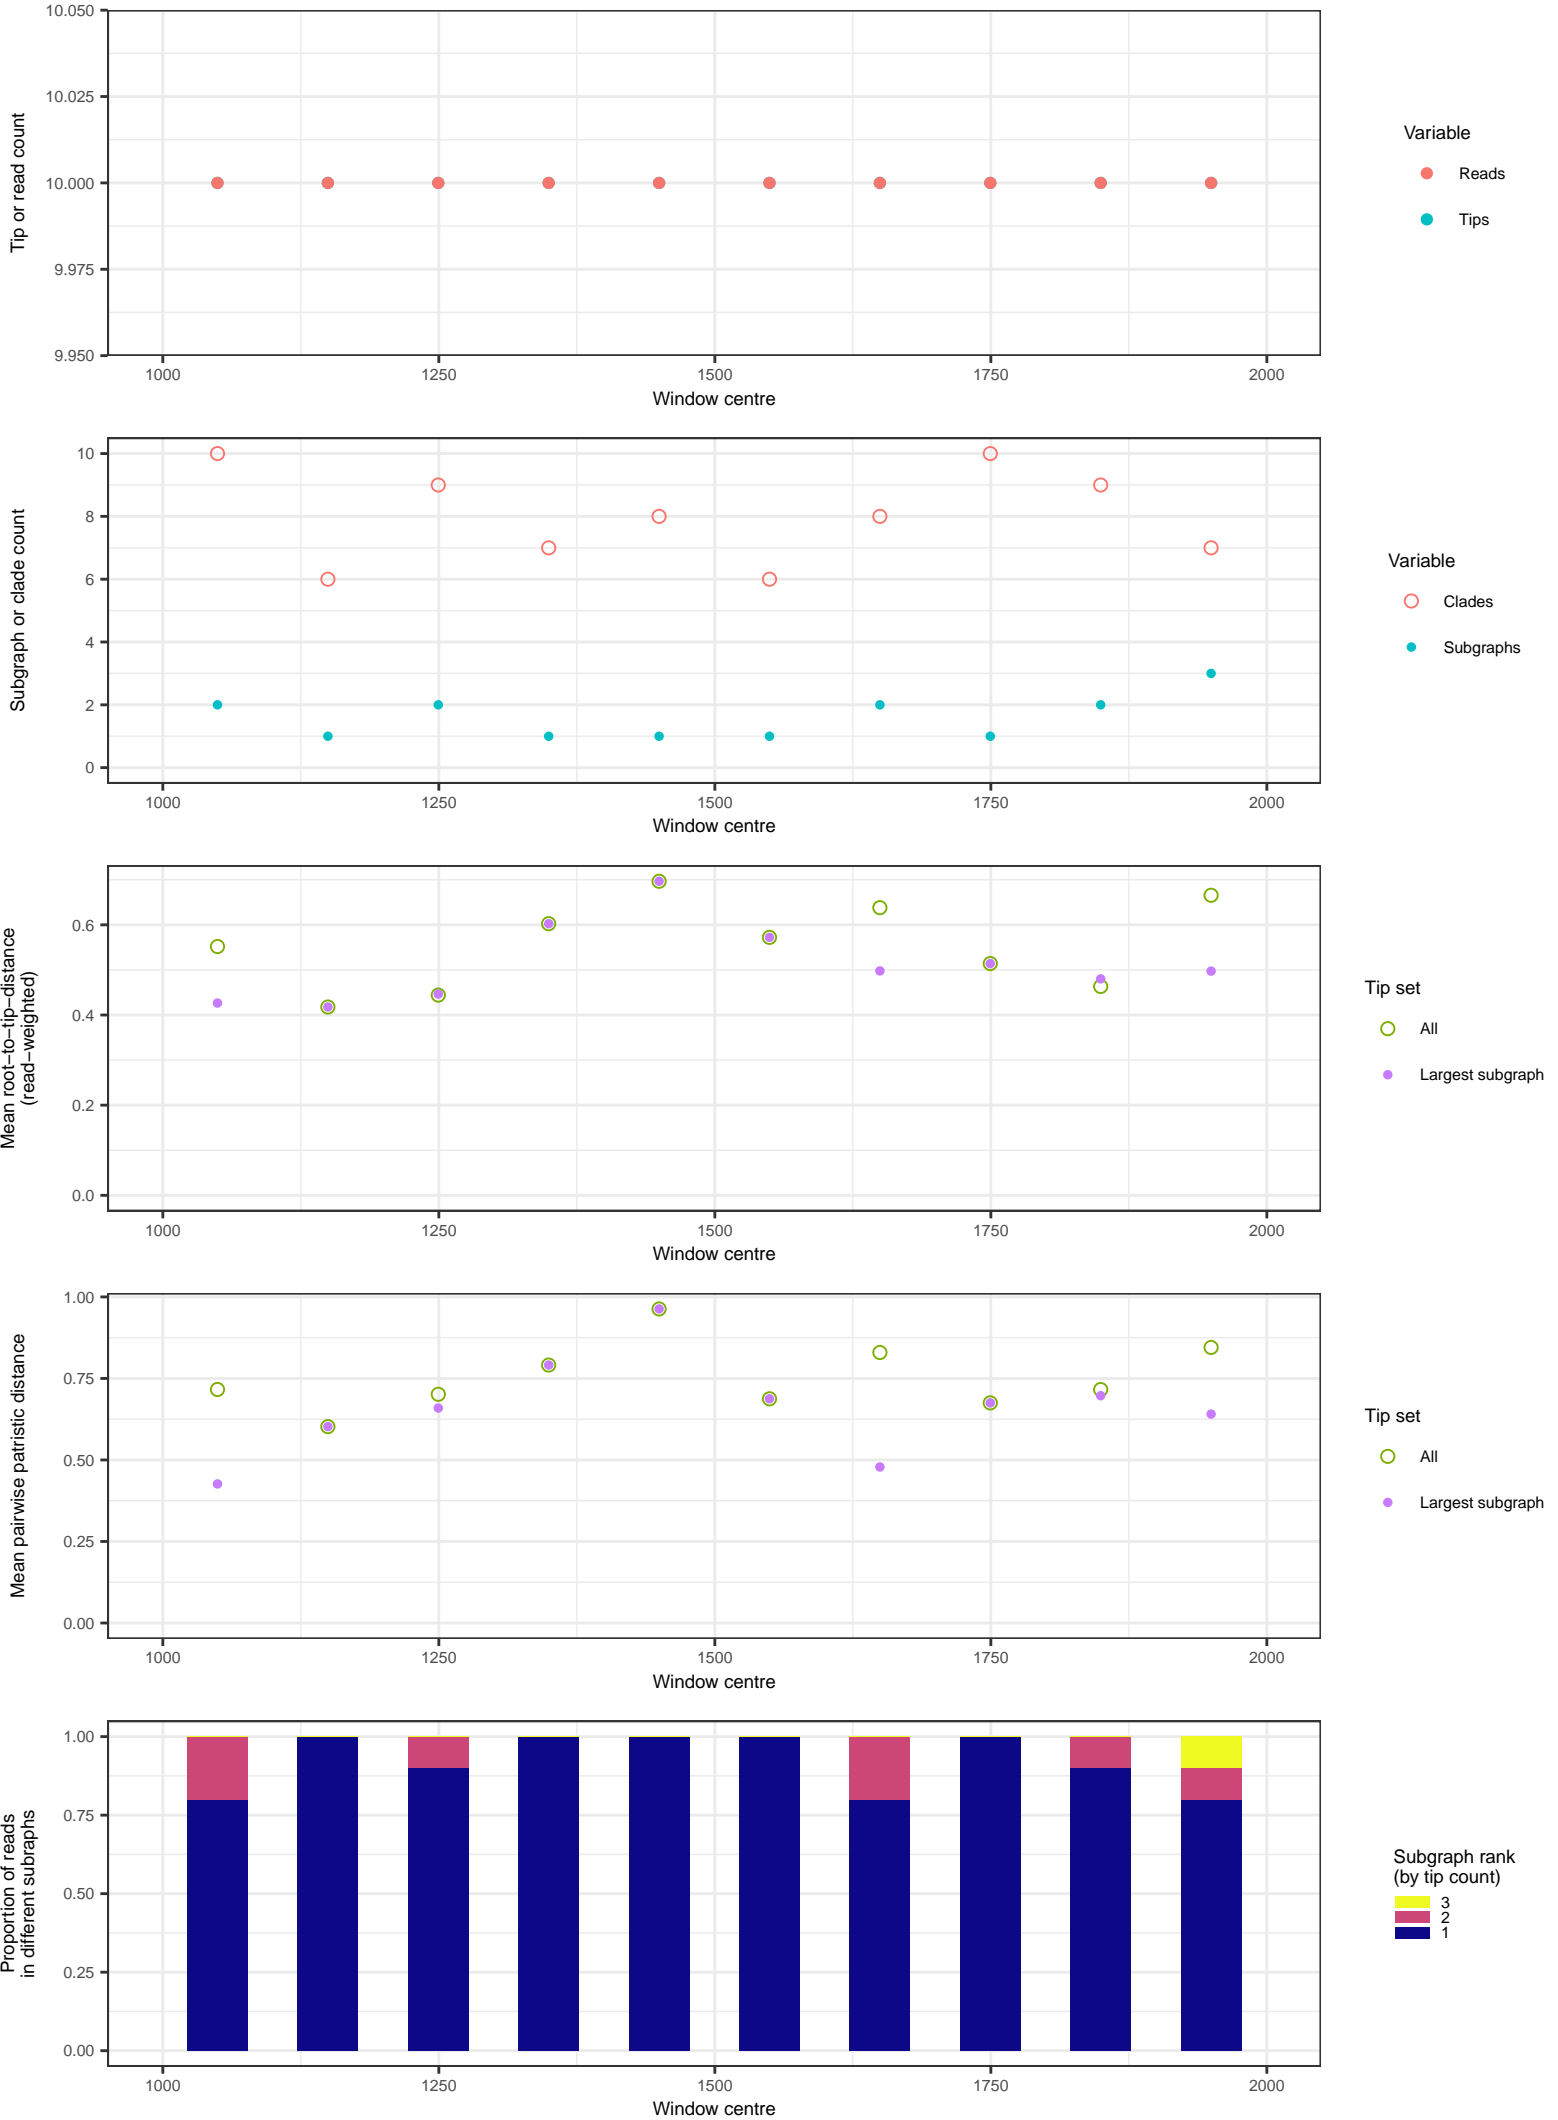 10.050
10.025
10.000
9.975
9.950
Tip or read count
1000
1250
1500
1750
2000
Window centre
Variable
Reads
Tips
10
8
6
4
2
0
Subgraph or clade count
1000
1250
1500
1750
2000
Window centre
Variable
Clades
Subgraphs
0.6
0.4
0.2
0.0
Mean root−to−tip−distance
(read−weighted)
1000
1250
1500
1750
2000
Window centre
Tip set
All
Largest subgraph
1.00
0.75
0.50
0.25
0.00
Mean pairwise patristic distance
1000
1250
1500
1750
2000
Window centre
Tip set
All
Largest subgraph
1.00
0.75
0.50
0.25
0.00
Proportion of reads
in different subraphs
1000
1250
1500
1750
2000
Window centre
Subgraph rank
(by tip count)
3
2
1